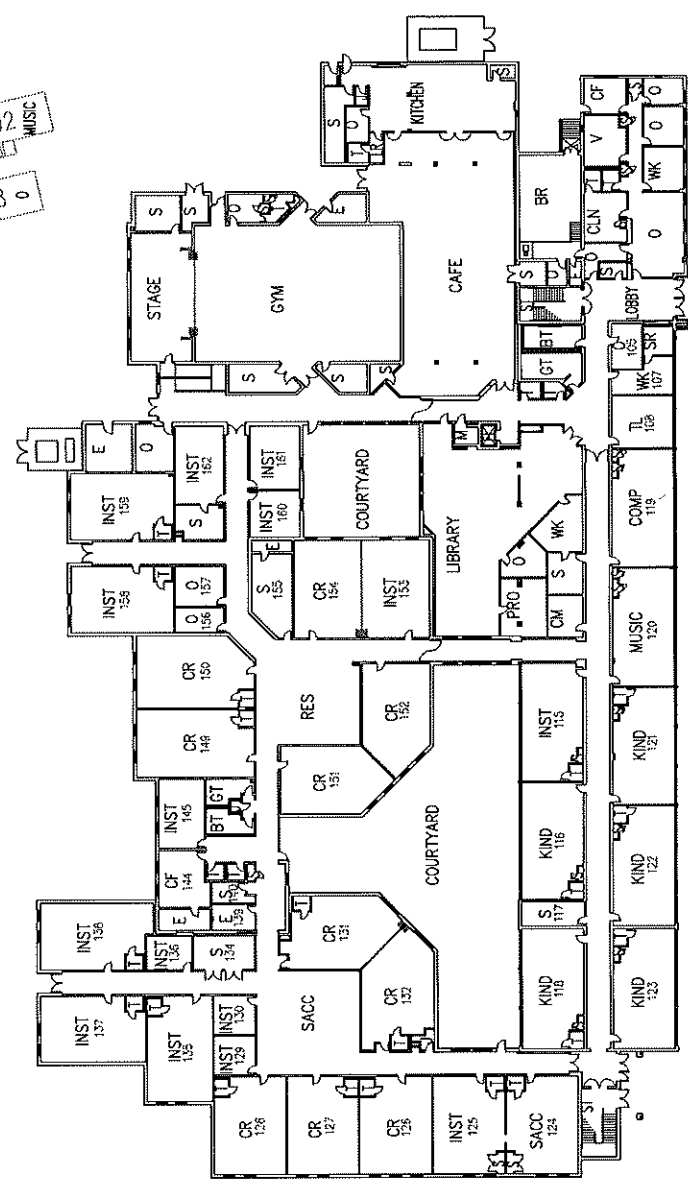 MUSIC
O
KITCHEN
S
O
T
S
CF
V
S
O
O
WK
T
CLN
O
O
S
BR
S
S
O
E
STAGE
GYM
CAFE
S
O
E
S
S
LOBBY
BT
GT
S
S
S
105
SR
WK
107
TL
108
COMP
119
MUSIC
120
KIND
121
KIND
122
KIND
123
E
O
INST
159
T
S
INST
162
INST
161
INST
160
COURTYARD
M
LIBRARY
WK
O
S
PRO
CM
INST
158
T
O
157
O
156
E
S
155
CR
154
INST
153
CR
150
CR
149
RES
CR
152
CR
151
INST
115
KIND
116
S
117
KIND
118
COURTYARD
INST
145
GT
BT
CF
144
E
S
140
E
139
INST
138
T
INST
136
S
134
INST
137
T
T
INST
135
INST
130
INST
129
SACC
CR
131
T
CR
132
T
CR
127
INST
125
SACC
124
T
T
T
T
ST